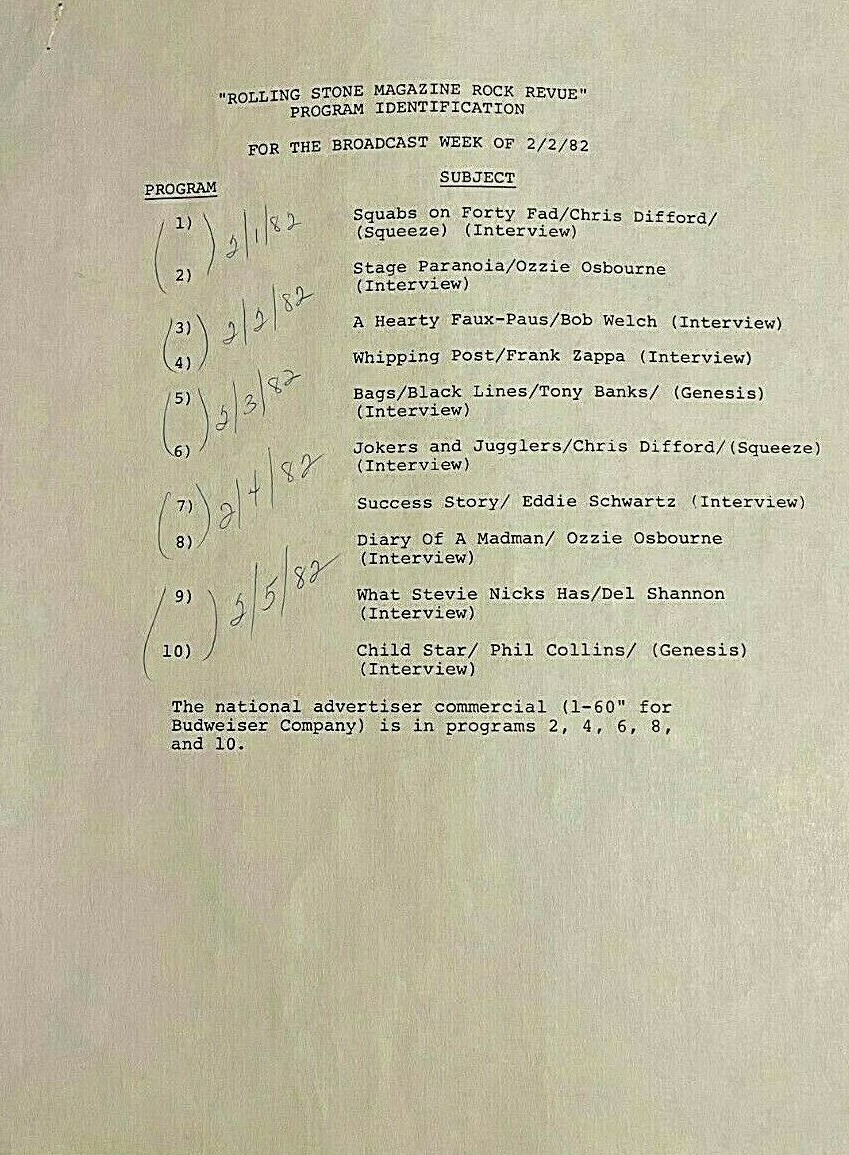 "ROLLING STONE MAGAZINE ROCK REVUE"
PROGRAM IDENTIFICATION
FOR THE BROADCAST WEEK OF 2/2/82
PROGRAM SUBJECT
1) Squabs on Forty Fad/Chris Difford/
(Squeeze) (Interview)
2/1/82
2) Stage Paranoia/Ozzie Osbourne
(Interview)
3) A Hearty Faux-Paus/Bob Welch (Interview)
2/2/82
4) Whipping Post/Frank Zappa (Interview)
5) Bags/Black Lines/Tony Banks/ (Genesis)
(Interview)
2/3/82
6) Jokers and Jugglers/Chris Difford/(Squeeze)
(Interview)
7) Success Story/ Eddie Schwartz (Interview)
2/4/82
8) Diary Of A Madman/ Ozzie Osbourne
(Interview)
9) What Stevie Nicks Has/Del Shannon
(Interview)
2/5/82
10) Child Star/ Phil Collins/ (Genesis)
(Interview)
The national advertiser commercial (1-60" for
Budweiser Company) is in programs 2, 4, 6, 8,
and 10.